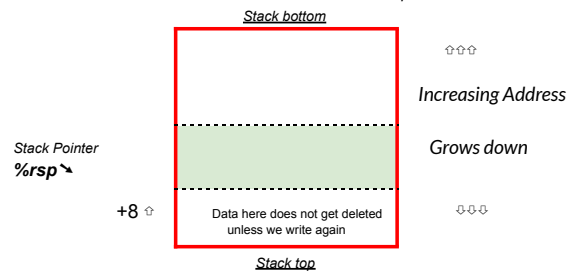 Stack bottom
⇧⇧⇧
Increasing Address
Grows down
Stack Pointer
%rsp➘
+8 ⇧
Data here does not get deleted
unless we write again
⇩⇩⇩
Stack top